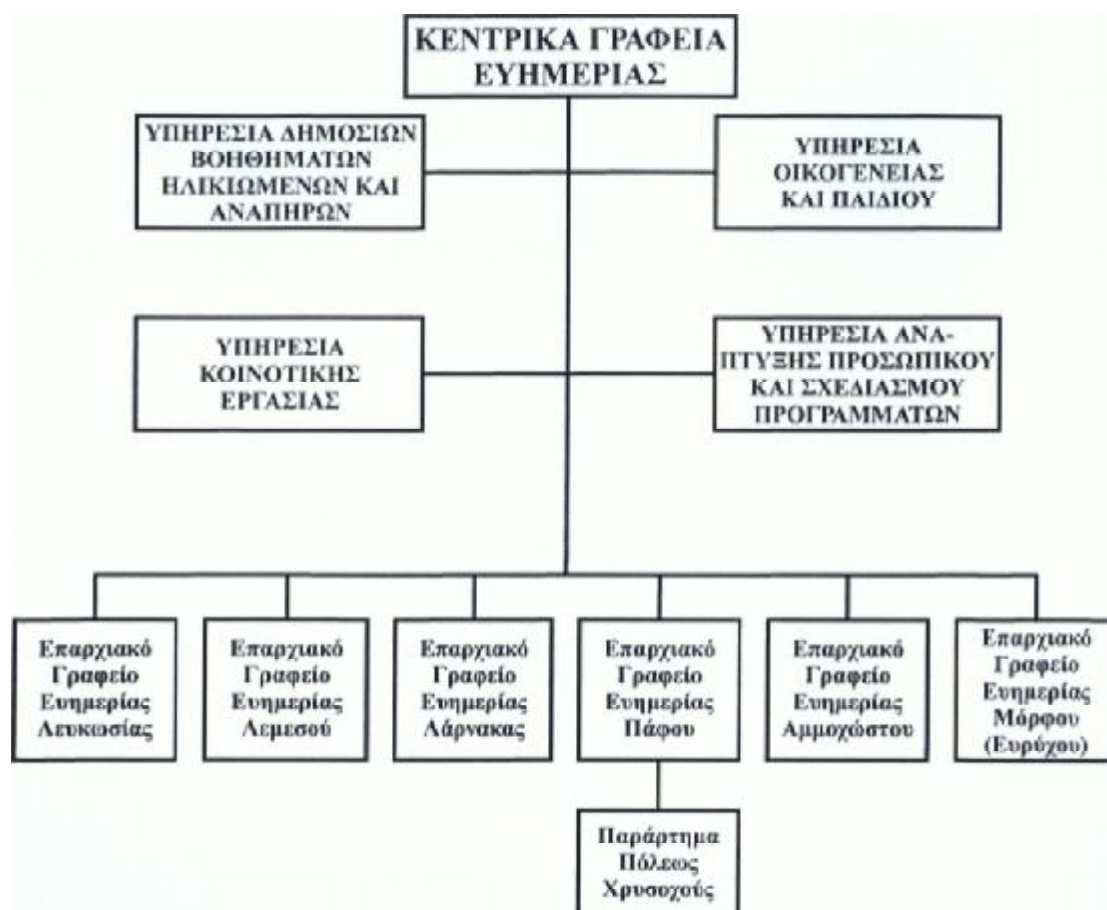 ΚΕΝΤΡΙΚΑ ΓΡΑΦΕΙΑ
ΕΥΗΜΕΡΙΑΣ
ΥΠΗΡΕΣΙΑ ΔΗΜΟΣΙΩΝ
ΒΟΗΘΗΜΑΤΩΝ
ΗΛΙΚΙΩΜΕΝΩΝ ΚΑΙ
ΑΝΑΠΗΡΩΝ
ΥΠΗΡΕΣΙΑ
ΟΙΚΟΓΕΝΕΙΑΣ
ΚΑΙ ΠΑΙΔΙΟΥ
ΥΠΗΡΕΣΙΑ
ΚΟΙΝΟΤΙΚΗΣ
ΕΡΓΑΣΙΑΣ
ΥΠΗΡΕΣΙΑ ΑΝΑ-
ΠΤΥΞΗΣ ΠΡΟΣΩΠΙΚΟΥ
ΚΑΙ ΣΧΕΔΙΑΣΜΟΥ
ΠΡΟΓΡΑΜΜΑΤΩΝ
Επαρχιακό
Γραφείο
Ευημερίας
Λευκωσίας
Επαρχιακό
Γραφείο
Ευημερίας
Λεμεσού
Επαρχιακό
Γραφείο
Ευημερίας
Λάρνακας
Επαρχιακό
Γραφείο
Ευημερίας
Πάφου
Επαρχιακό
Γραφείο
Ευημερίας
Αμμοχώστου
Επαρχιακό
Γραφείο
Ευημερίας
Μόρφου
(Ευρύχου)
Παράρτημα
Πόλεως
Χρυσοχούς